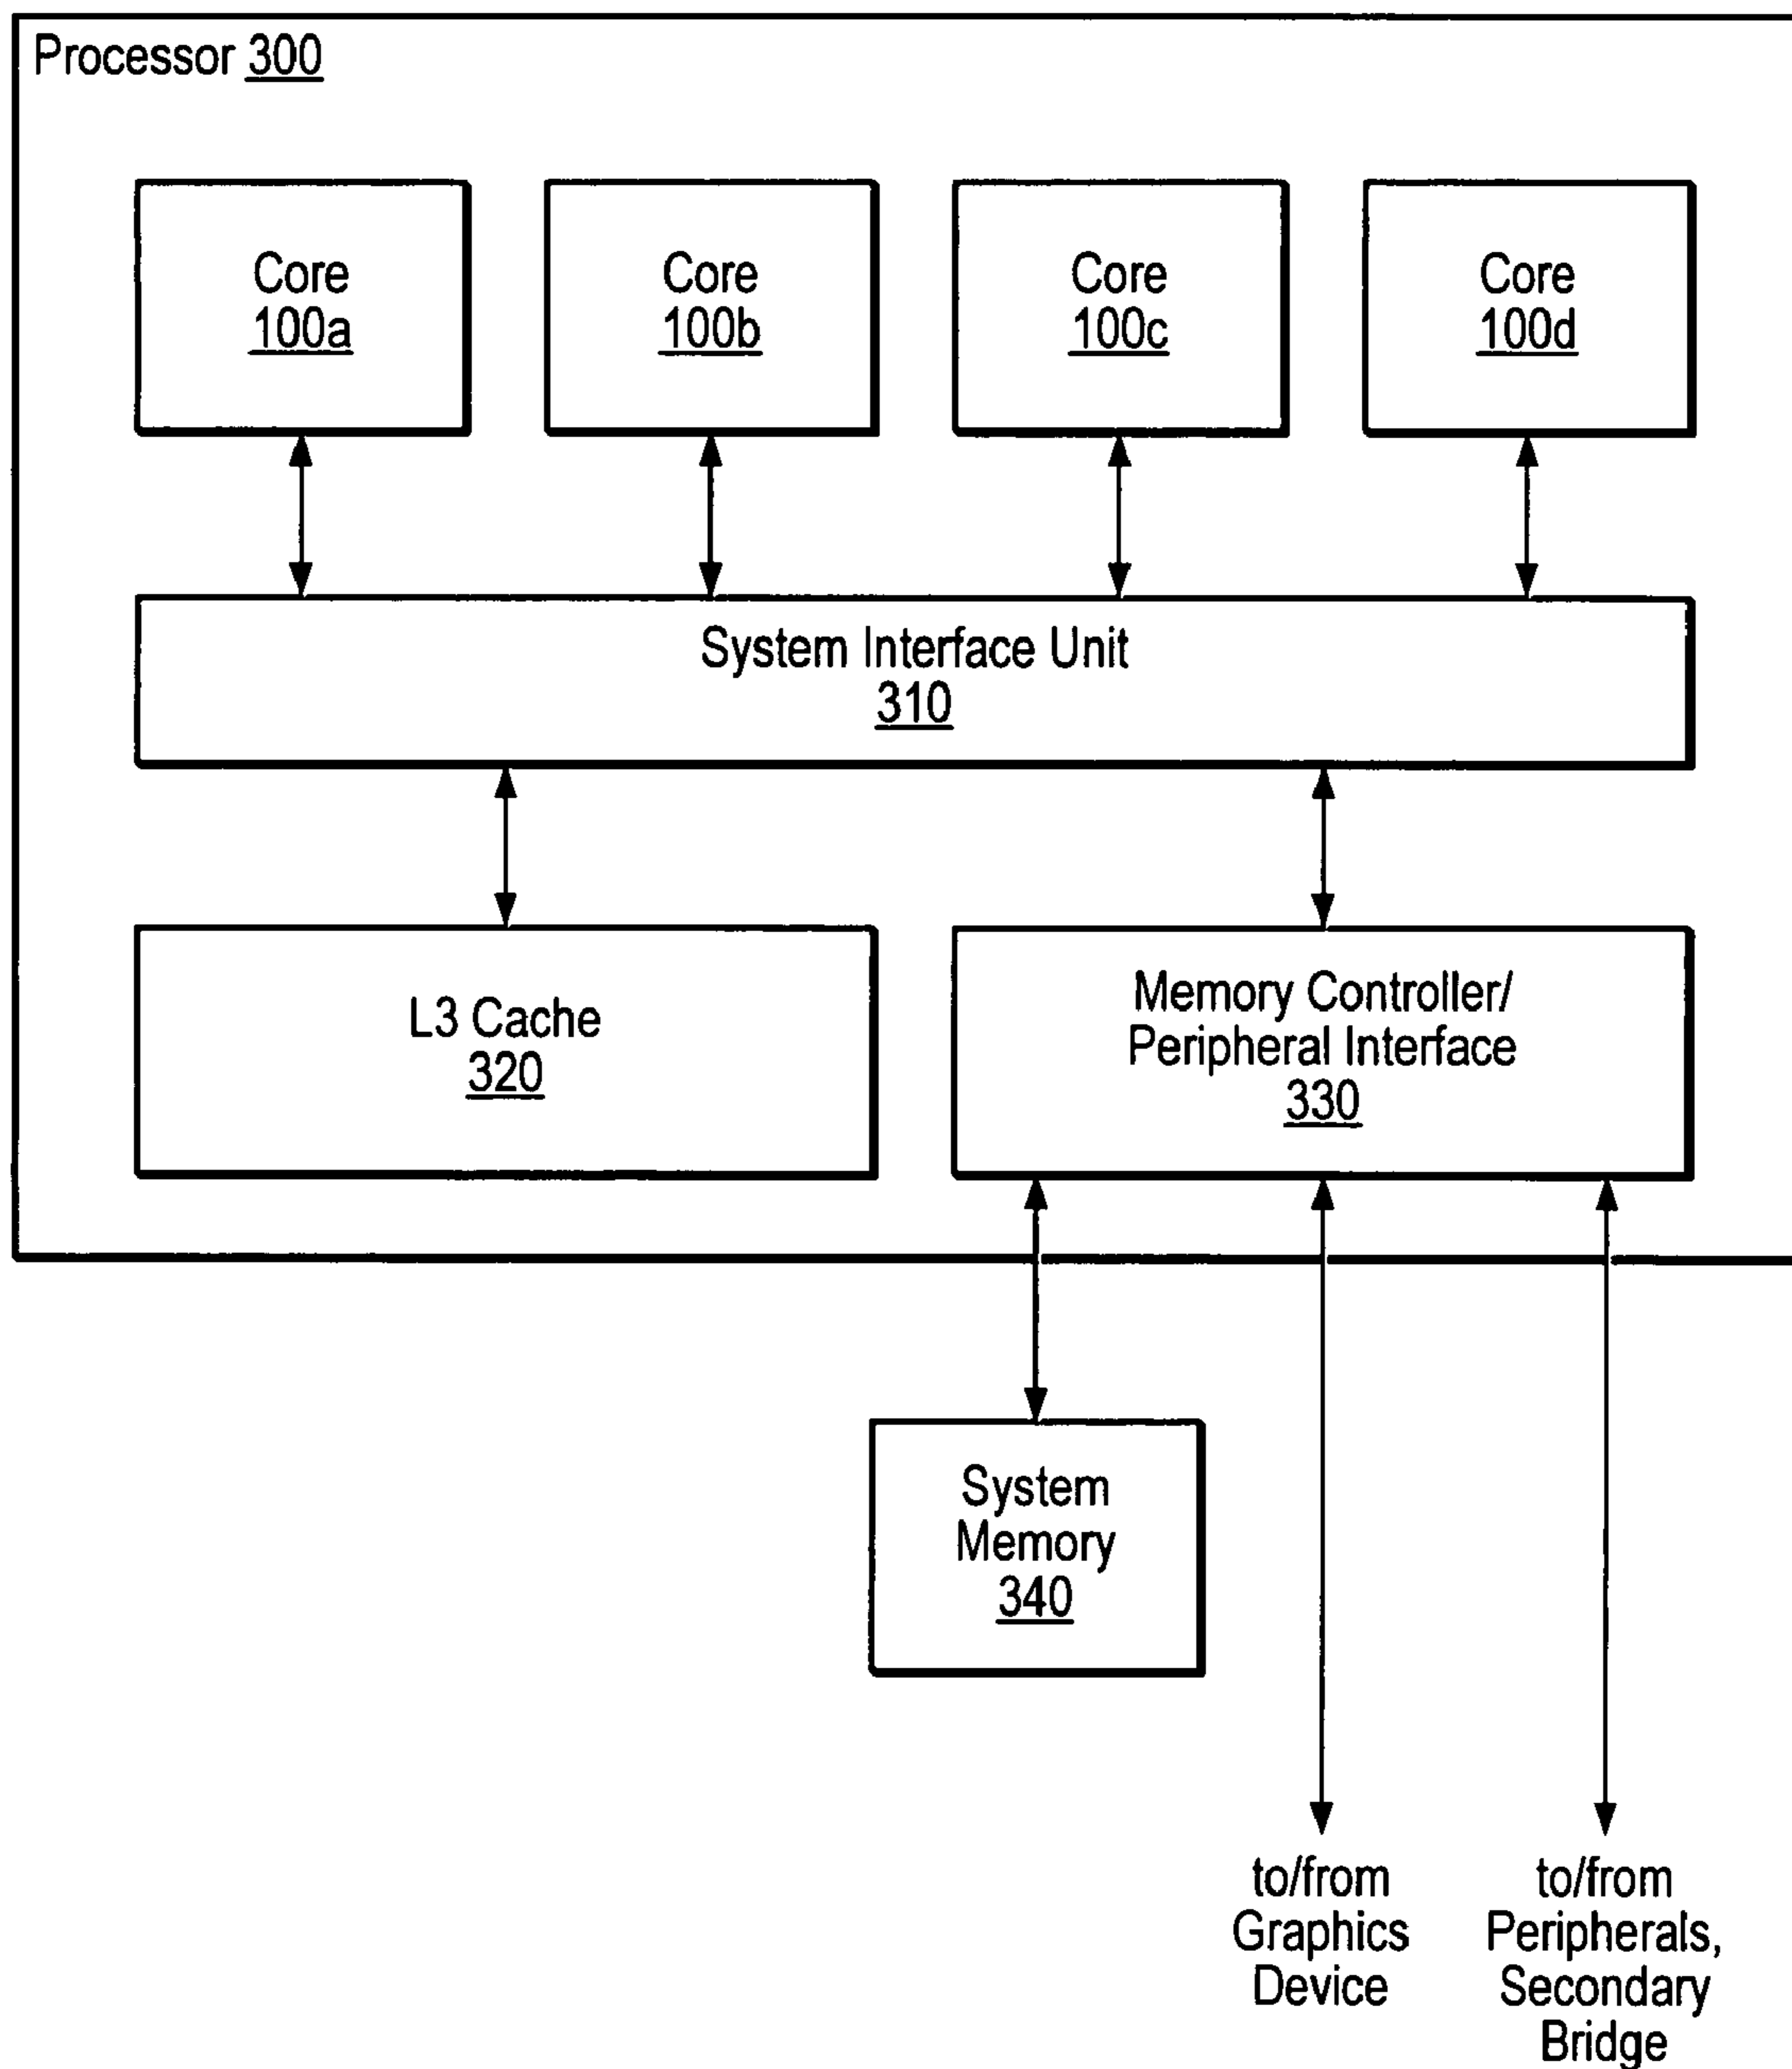 Processor 300
Core
100a
Core
100b
Core
100c
Core
100d
System Interface Unit
310
L3 Cache
320
Memory Controller/
Peripheral Interface
330
System
Memory
340
to/from
Graphics
Device
to/from
Peripherals,
Secondary
Bridge